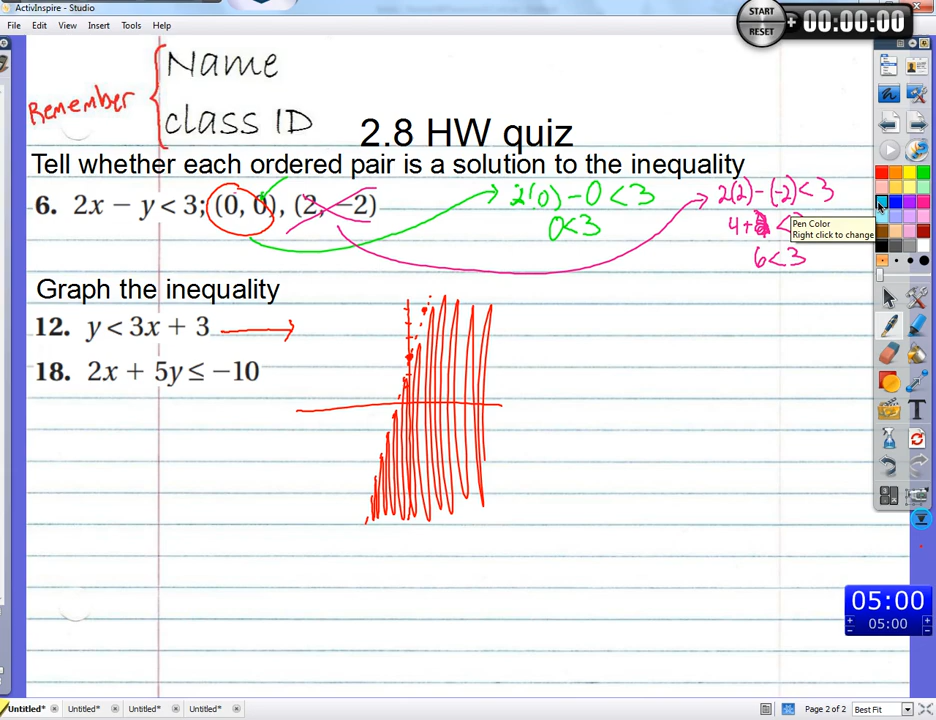 ActivInspire - Studio
File Edit View Insert Tools Help
START
RESET
+ 00:00:00
Remember
Name
class ID
2.8 HW quiz
Tell whether each ordered pair is a solution to the inequality
6. 2x − y < 3; (0, 0), (2, −2)
2(0) - 0 < 3
0 < 3
2(2) - (-2) < 3
4 +
6 < 3
Pen Color
Right click to change
Graph the inequality
12. y < 3x + 3
18. 2x + 5y ≤ −10
05:00
05:00
Untitled* Untitled* Untitled* Untitled*
Page 2 of 2
Best Fit